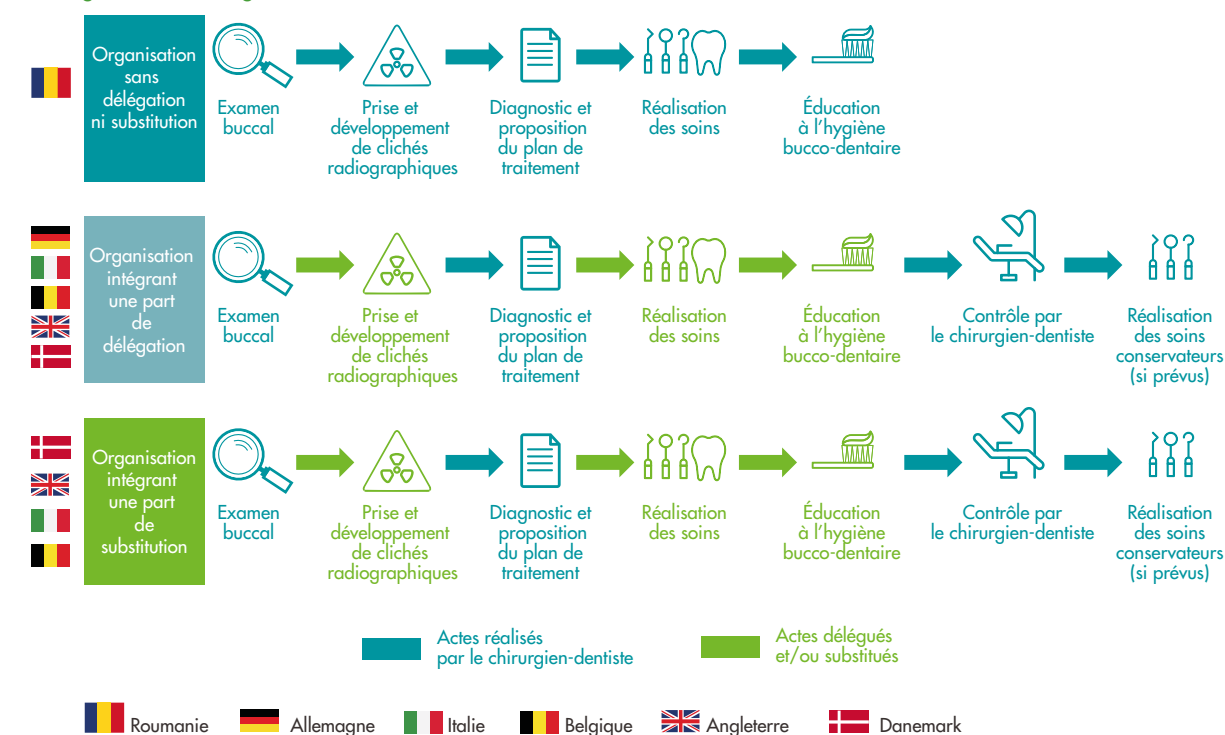 Organisation
sans
délégation
ni substitution
Examen
buccal
Prise et
développement
de clichés
radiographiques
Diagnostic et
proposition
du plan de
traitement
Réalisation
des soins
Éducation
à l’hygiène
bucco-dentaire
Organisation
intégrant
une part
de
délégation
Examen
buccal
Prise et
développement
de clichés
radiographiques
Diagnostic et
proposition
du plan de
traitement
Réalisation
des soins
Éducation
à l’hygiène
bucco-dentaire
Contrôle par
le chirurgien-dentiste
Réalisation
des soins
conservateurs
(si prévus)
Organisation
intégrant
une part
de
substitution
Examen
buccal
Prise et
développement
de clichés
radiographiques
Diagnostic et
proposition
du plan de
traitement
Réalisation
des soins
Éducation
à l’hygiène
bucco-dentaire
Contrôle par
le chirurgien-dentiste
Réalisation
des soins
conservateurs
(si prévus)
Actes réalisés
par le chirurgien-dentiste
Actes délégués
et/ou substitués
Roumanie
Allemagne
Italie
Belgique
Angleterre
Danemark